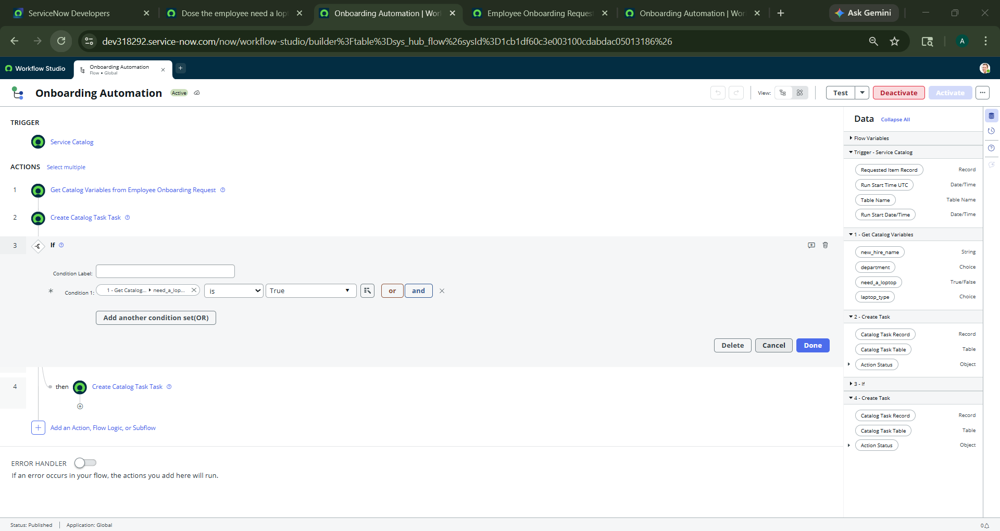 ServiceNow Developers
Dose the employee need a lopt
Onboarding Automation | Wor
Employee Onboarding Reques
Onboarding Automation | Wor
Ask Gemini
dev318292.service-now.com/now/workflow-studio/builder%3Ftable%3Dsys_hub_flow%26sysId%3D1cb1df60c3e003100cdabdac05013186%26
A
Workflow Studio
Onboarding Automation
Flow • Global
Onboarding Automation
Active
View:
Test
Deactivate
Activate
TRIGGER
Service Catalog
ACTIONS
Select multiple
1
Get Catalog Variables from Employee Onboarding Request
2
Create Catalog Task Task
3
If
Condition Label:
* Condition 1:
1 - Get Catalog... ▸ need_a_lop...
is
True
or
and
Add another condition set(OR)
Delete
Cancel
Done
4
then
Create Catalog Task Task
Add an Action, Flow Logic, or Subflow
ERROR HANDLER
If an error occurs in your flow, the actions you add here will run.
Data
Collapse All
Flow Variables
Trigger - Service Catalog
Requested Item Record Record
Run Start Time UTC Date/Time
Table Name Table Name
Run Start Date/Time Date/Time
1 - Get Catalog Variables
new_hire_name String
department Choice
need_a_loptop True/False
laptop_type Choice
2 - Create Task
Catalog Task Record Record
Catalog Task Table Table
Action Status Object
3 - If
4 - Create Task
Catalog Task Record Record
Catalog Task Table Table
Action Status Object
Status: Published
Application: Global
0